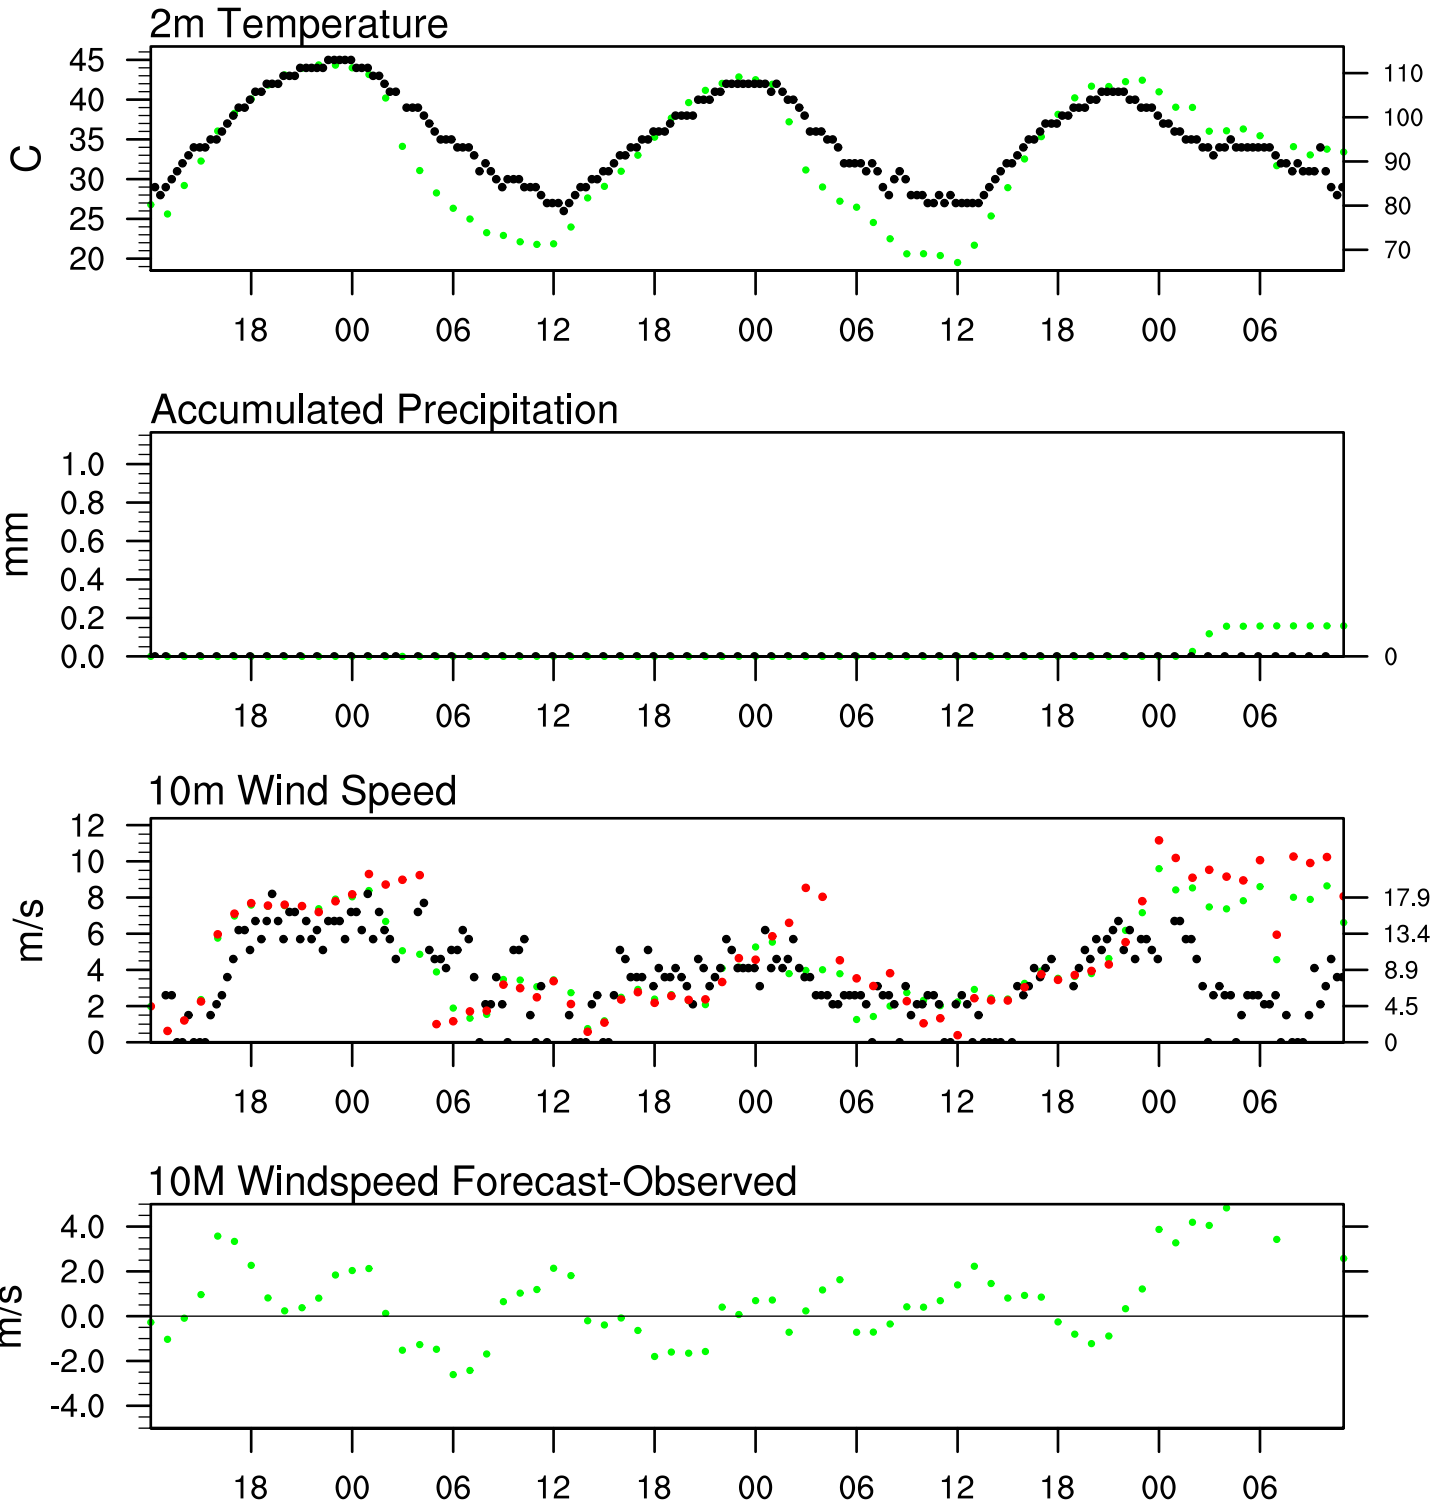 2m Temperature
45
40
35
30
25
20
C
110
100
90
80
70
18 00 06 12 18 00 06 12 18 00 06
Accumulated Precipitation
1.0
0.8
0.6
0.4
0.2
0.0
mm
0
18 00 06 12 18 00 06 12 18 00 06
10m Wind Speed
12
10
8
6
4
2
0
m/s
17.9
13.4
8.9
4.5
0
18 00 06 12 18 00 06 12 18 00 06
10M Windspeed Forecast-Observed
4.0
2.0
0.0
-2.0
-4.0
m/s
18 00 06 12 18 00 06 12 18 00 06